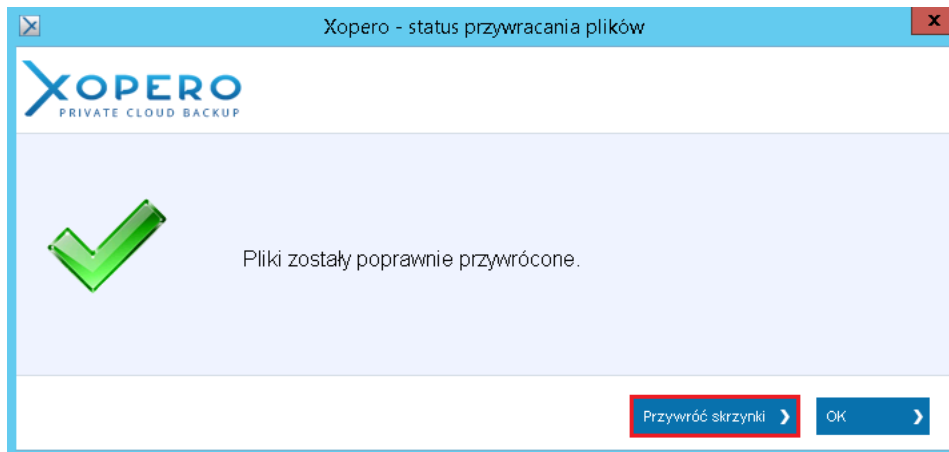 Xopero - status przywracania plików
x
XOPERO
PRIVATE CLOUD BACKUP
Pliki zostały poprawnie przywrócone.
Przywróć skrzynki
OK